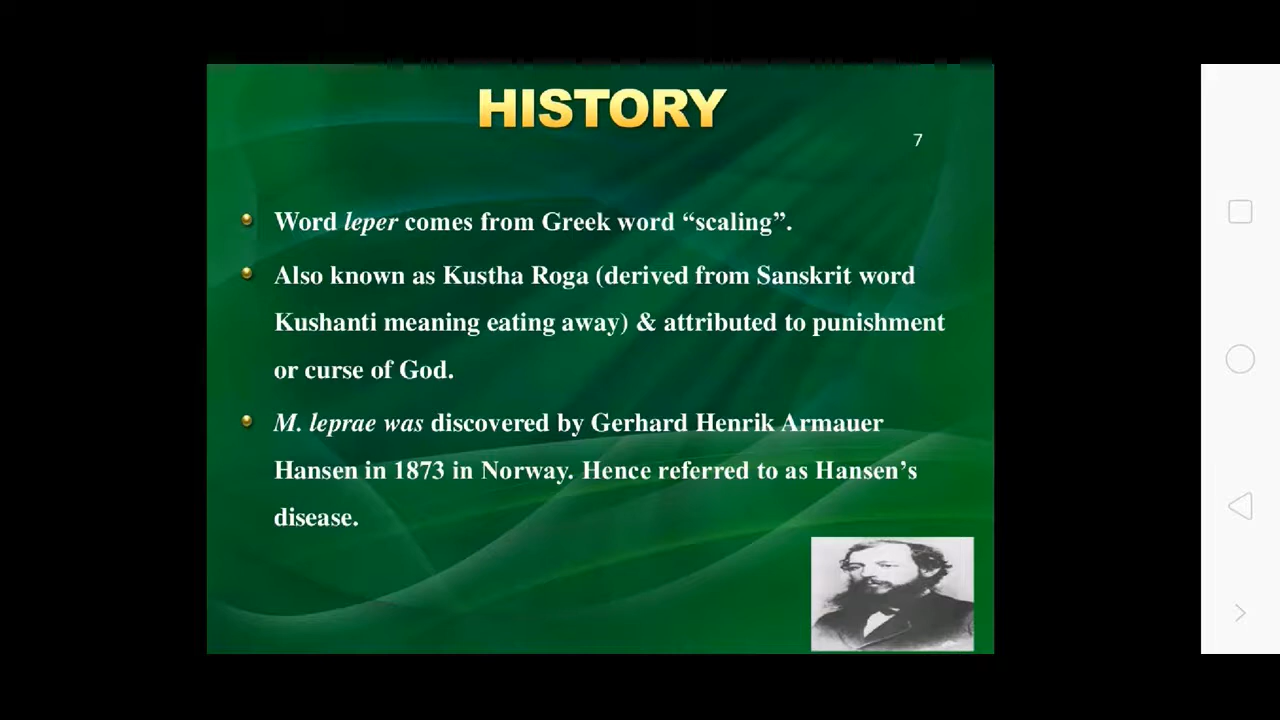 HISTORY
7
Word leper comes from Greek word “scaling”.
Also known as Kustha Roga (derived from Sanskrit word
Kushanti meaning eating away) & attributed to punishment
or curse of God.
M. leprae was discovered by Gerhard Henrik Armauer
Hansen in 1873 in Norway. Hence referred to as Hansen’s
disease.